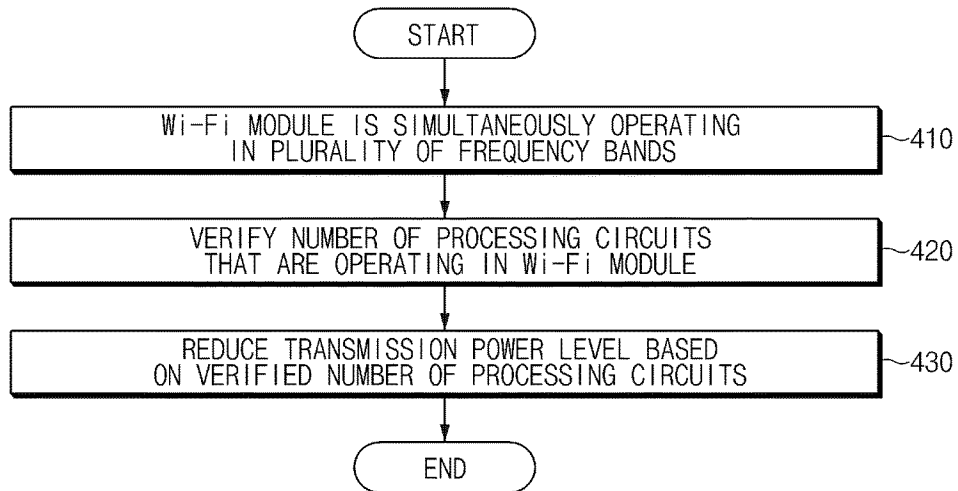 START
Wi-Fi MODULE IS SIMULTANEOUSLY OPERATING
IN PLURALITY OF FREQUENCY BANDS
410
VERIFY NUMBER OF PROCESSING CIRCUITS
THAT ARE OPERATING IN Wi-Fi MODULE
420
REDUCE TRANSMISSION POWER LEVEL BASED
ON VERIFIED NUMBER OF PROCESSING CIRCUITS
430
END